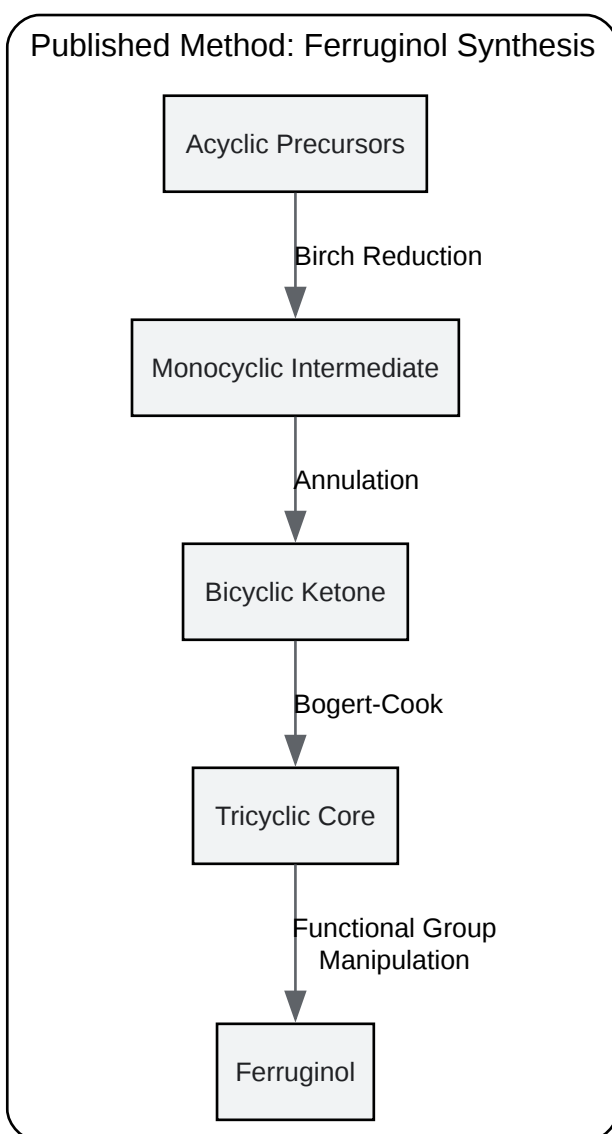 Published Method: Ferruginol Synthesis
Acyclic Precursors
Birch Reduction
Monocyclic Intermediate
Annulation
Bicyclic Ketone
Bogert-Cook
Tricyclic Core
Functional Group
Manipulation
Ferruginol